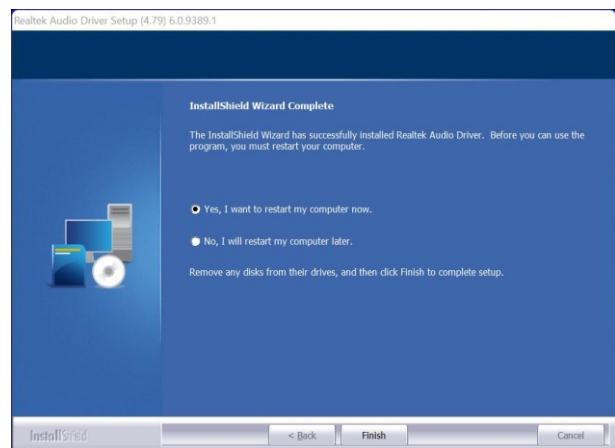 Realtek Audio Driver Setup (4.79) 6.0.9389.1
InstallShield Wizard Complete
The InstallShield Wizard has successfully installed Realtek Audio Driver. Before you can use the
program, you must restart your computer.
Yes, I want to restart my computer now.
No, I will restart my computer later.
Remove any disks from their drives, and then click Finish to complete setup.
InstallShield
< Back Finish Cancel